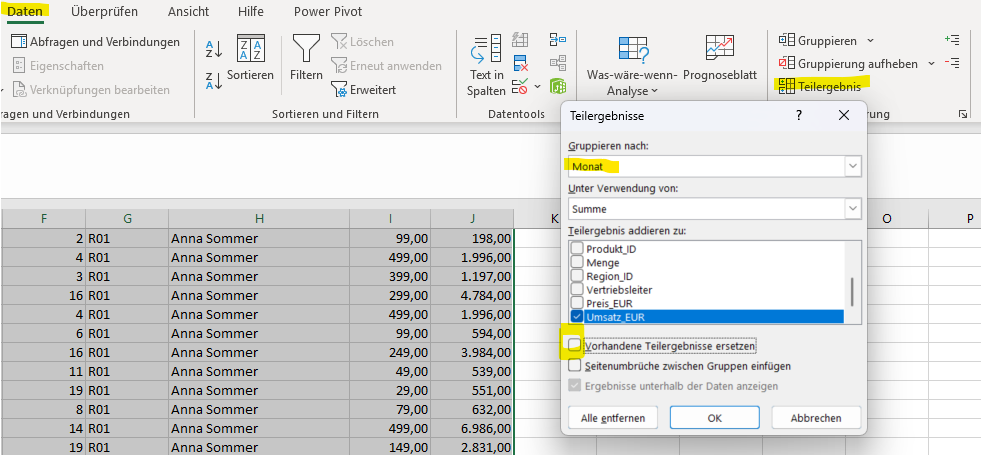 Daten Überprüfen Ansicht Hilfe Power Pivot
Abfragen und Verbindungen
Eigenschaften
Verknüpfungen bearbeiten
ragen und Verbindungen
A Z
Z A
Z A
A Z
Sortieren
Filtern
Löschen
Erneut anwenden
Erweitert
Sortieren und Filtern
Text in
Spalten
Datentools
Was-wäre-wenn-
Analyse
Prognoseblatt
Gruppieren
Gruppierung aufheben
Teilergebnis
rung
Teilergebnisse ?
Gruppieren nach:
Monat
Unter Verwendung von:
Summe
Teilergebnis addieren zu:
Produkt_ID
Menge
Region_ID
Vertriebsleiter
Preis_EUR
Umsatz_EUR
Vorhandene Teilergebnisse ersetzen
Seitenumbrüche zwischen Gruppen einfügen
Ergebnisse unterhalb der Daten anzeigen
Alle entfernen OK Abbrechen
F G H I J K O P
2 R01 Anna Sommer 99,00 198,00
4 R01 Anna Sommer 499,00 1.996,00
3 R01 Anna Sommer 399,00 1.197,00
16 R01 Anna Sommer 299,00 4.784,00
4 R01 Anna Sommer 499,00 1.996,00
6 R01 Anna Sommer 99,00 594,00
16 R01 Anna Sommer 249,00 3.984,00
11 R01 Anna Sommer 49,00 539,00
19 R01 Anna Sommer 29,00 551,00
8 R01 Anna Sommer 79,00 632,00
14 R01 Anna Sommer 499,00 6.986,00
19 R01 Anna Sommer 149,00 2.831,00